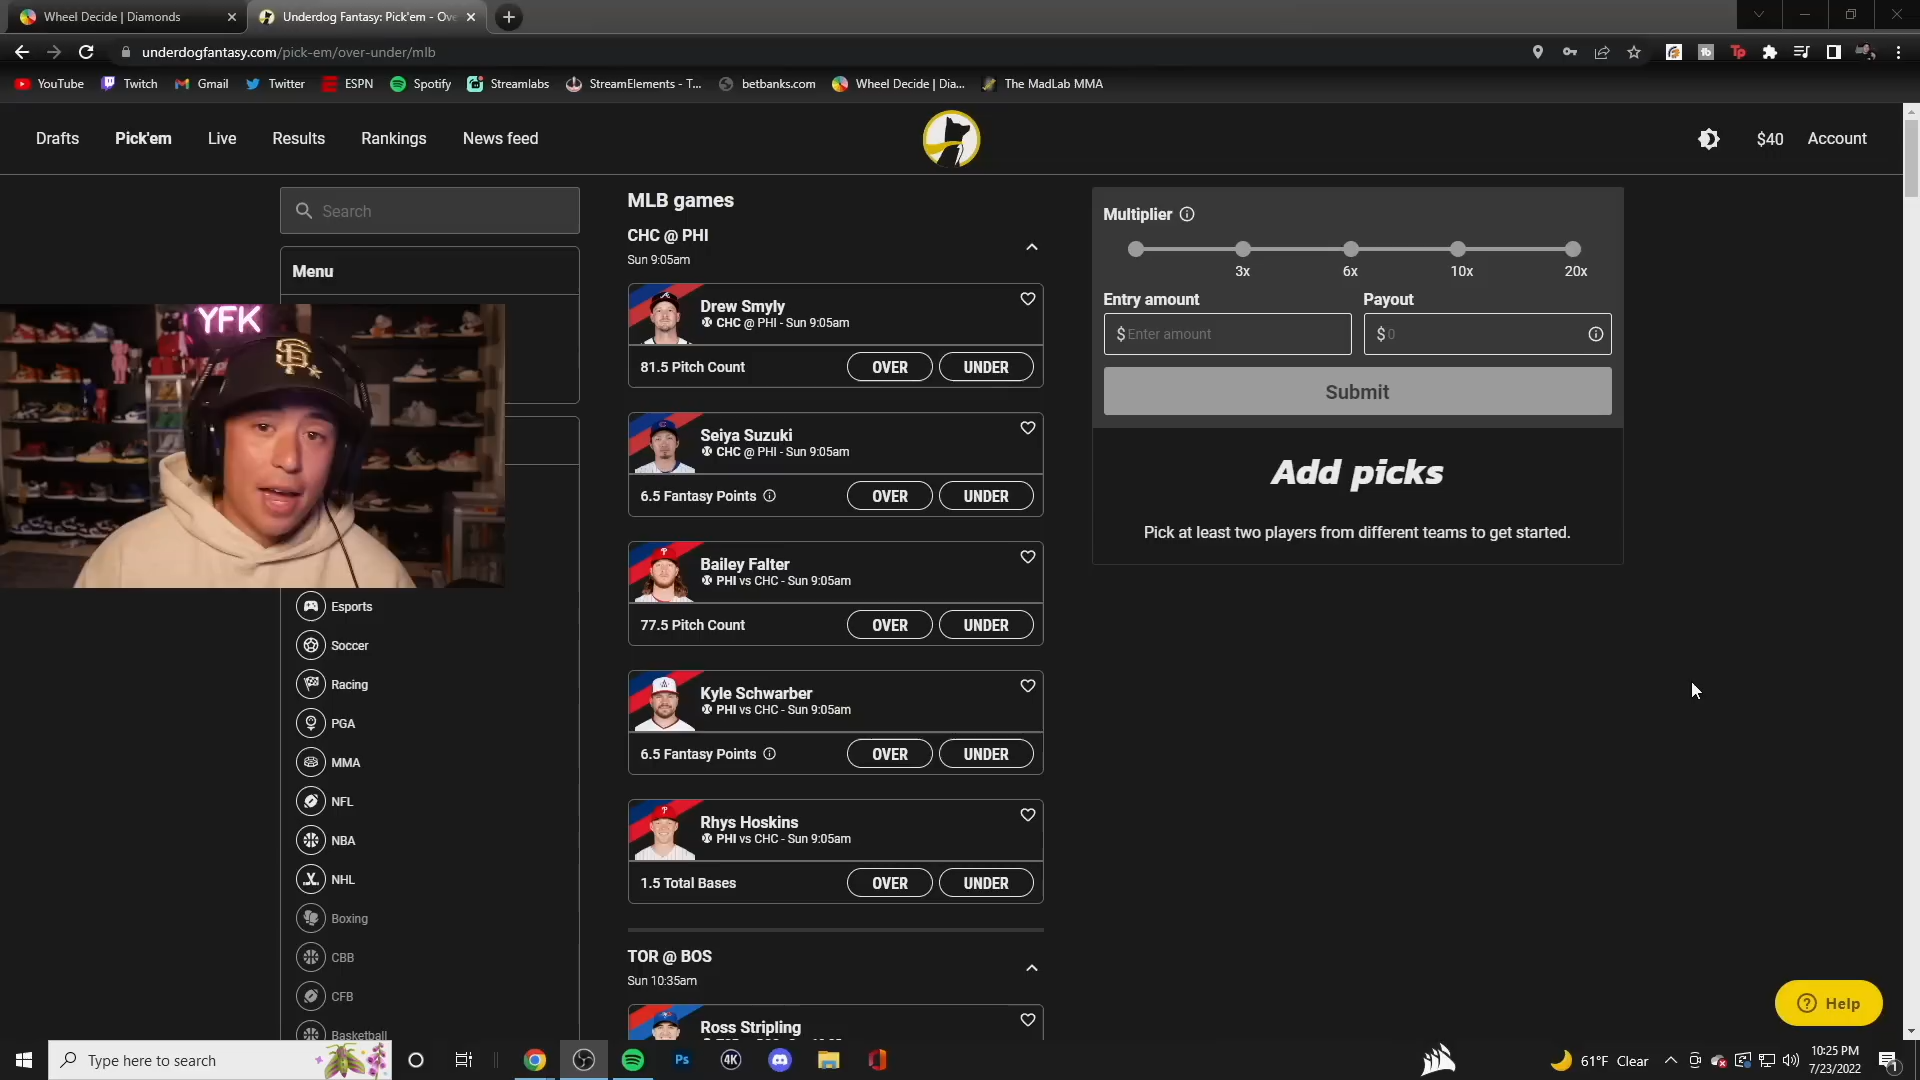 Wheel Decide | Diamonds
Underdog Fantasy: Pick'em - Ove
underdogfantasy.com/pick-em/over-under/mlb
YouTube
Twitch
Gmail
Twitter
ESPN
Spotify
Streamlabs
StreamElements - T...
betbanks.com
Wheel Decide | Dia...
The MadLab MMA
Drafts
Pick'em
Live
Results
Rankings
News feed
$40
Account
Search
Menu
YFK
SF
Esports
Soccer
Racing
PGA
MMA
NFL
NBA
NHL
Boxing
CBB
CFB
Basketball
MLB games
CHC @ PHI
Sun 9:05am
Drew Smyly
CHC @ PHI - Sun 9:05am
81.5 Pitch Count OVER UNDER
Seiya Suzuki
CHC @ PHI - Sun 9:05am
6.5 Fantasy Points OVER UNDER
Bailey Falter
PHI vs CHC - Sun 9:05am
77.5 Pitch Count OVER UNDER
Kyle Schwarber
PHI vs CHC - Sun 9:05am
6.5 Fantasy Points OVER UNDER
Rhys Hoskins
PHI vs CHC - Sun 9:05am
1.5 Total Bases OVER UNDER
TOR @ BOS
Sun 10:35am
Ross Stripling
Multiplier
3x 6x 10x 20x
Entry amount Payout
$ Enter amount $ 0
Submit
Add picks
Pick at least two players from different teams to get started.
Help
Type here to search
Ps
4K
61°F Clear
10:25 PM
7/23/2022
1